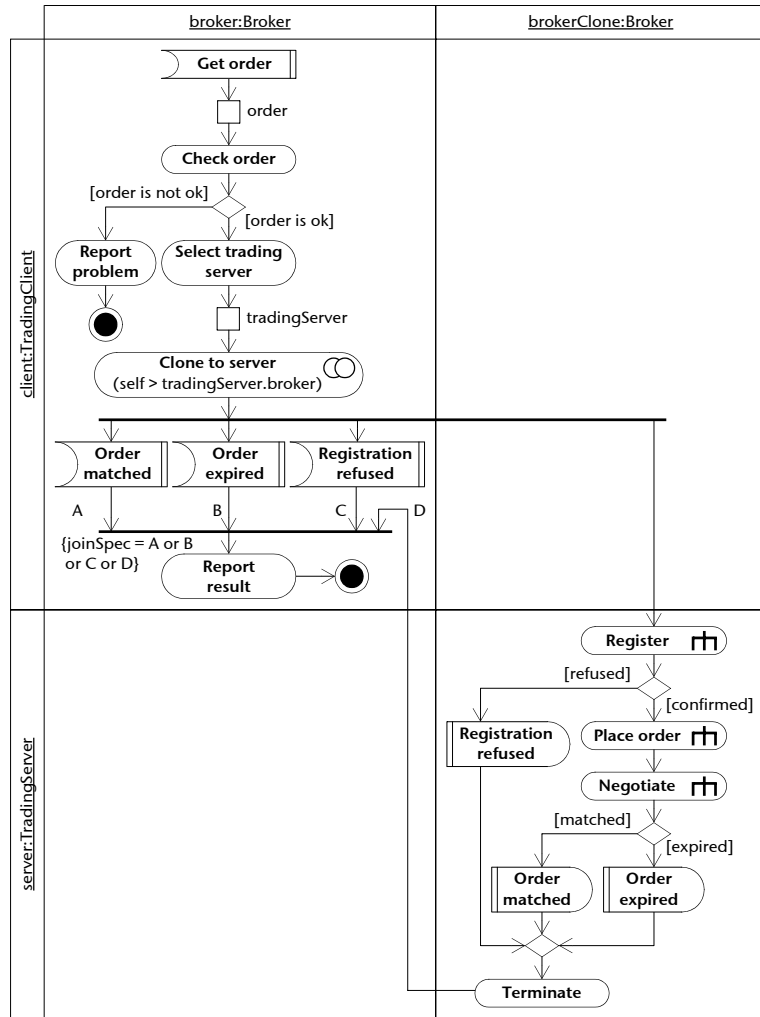 broker:Broker
brokerClone:Broker
client:TradingClient
Get order
order
Check order
[order is not ok]
[order is ok]
Report
problem
Select trading
server
tradingServer
Clone to server
(self > tradingServer.broker)
Order
matched
Order
expired
Registration
refused
A
B
C
D
{joinSpec = A or B
or C or D}
Report
result
server:TradingServer
Register
[refused]
[confirmed]
Registration
refused
Place order
Negotiate
[matched]
[expired]
Order
matched
Order
expired
Terminate